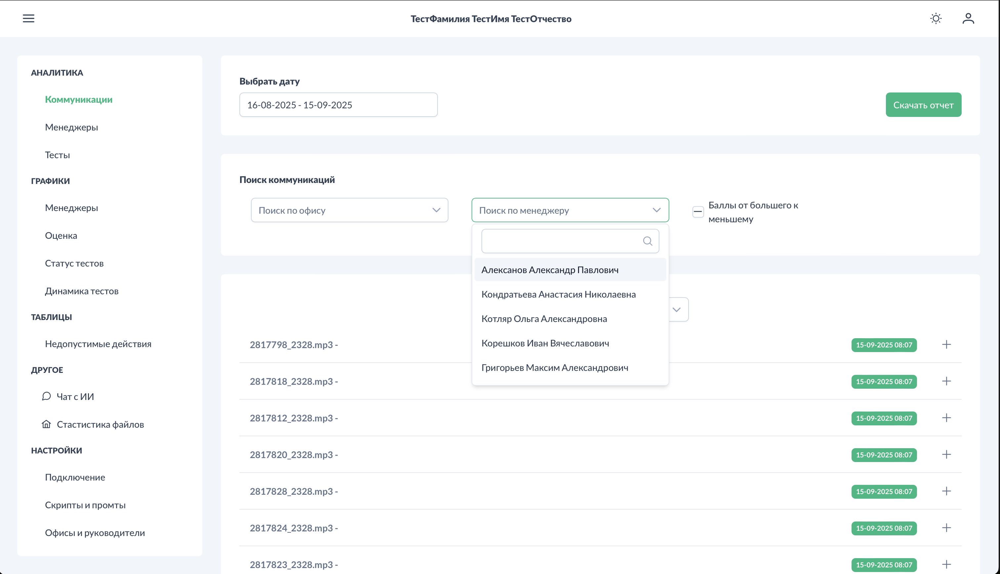 ТестФамилия ТестИмя ТестОтчество
АНАЛИТИКА
Коммуникации
Менеджеры
Тесты
ГРАФИКИ
Менеджеры
Оценка
Статус тестов
Динамика тестов
ТАБЛИЦЫ
Недопустимые действия
ДРУГОЕ
Чат с ИИ
Стастистика файлов
НАСТРОЙКИ
Подключение
Скрипты и промты
Офисы и руководители
Выбрать дату
16-08-2025 - 15-09-2025
Скачать отчет
Поиск коммуникаций
Поиск по офису
Поиск по менеджеру
Баллы от большего к
меньшему
Алексанов Александр Павлович
Кондратьева Анастасия Николаевна
Котляр Ольга Александровна
Корешков Иван Вячеславович
Григорьев Максим Александрович
2817798_2328.mp3 -
15-09-2025 08:07
2817818_2328.mp3 -
15-09-2025 08:07
2817812_2328.mp3 -
15-09-2025 08:07
2817820_2328.mp3 -
15-09-2025 08:07
2817828_2328.mp3 -
15-09-2025 08:07
2817824_2328.mp3 -
15-09-2025 08:07
2817823_2328.mp3 -
15-09-2025 08:07